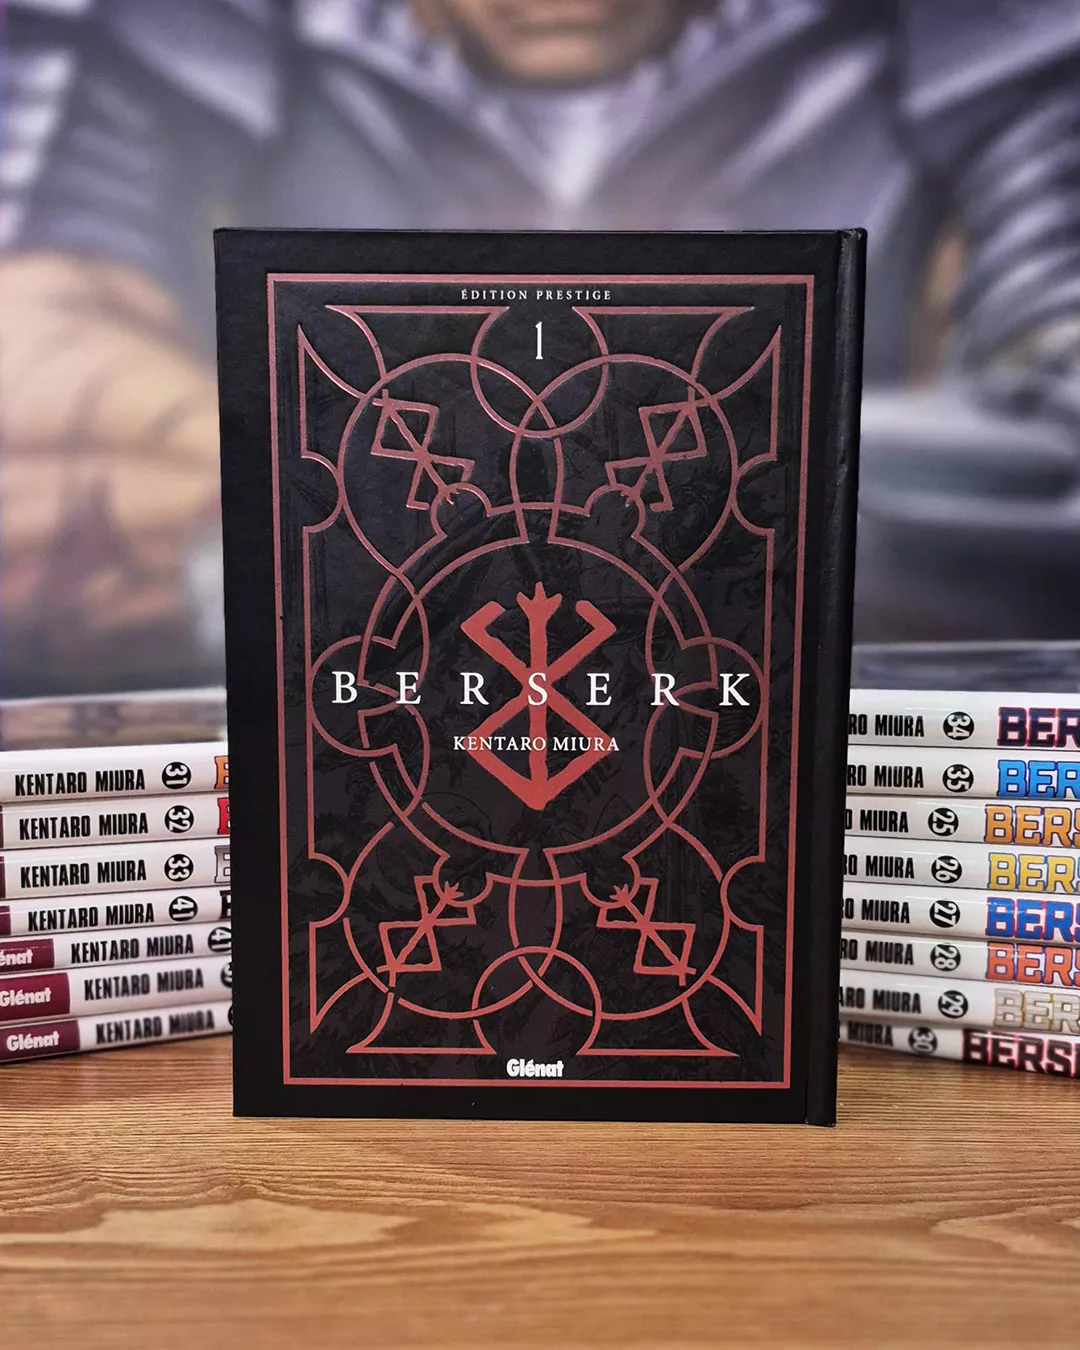 ÉDITION PRESTIGE
1
BERSERK
KENTARO MIURA
Glénat
KENTARO MIURA 31
KENTARO MIURA 32
KENTARO MIURA 33
KENTARO MIURA 41
KENTARO MIURA
Glénat KENTARO MIURA
Glénat KENTARO MIURA
MIURA 34 BER
MIURA 35 BER
MIURA 25 BERS
MIURA 26 BERS
MIURA 27 BERS
MIURA 28 BERS
MIURA 29 BER
MIURA 30 BERS